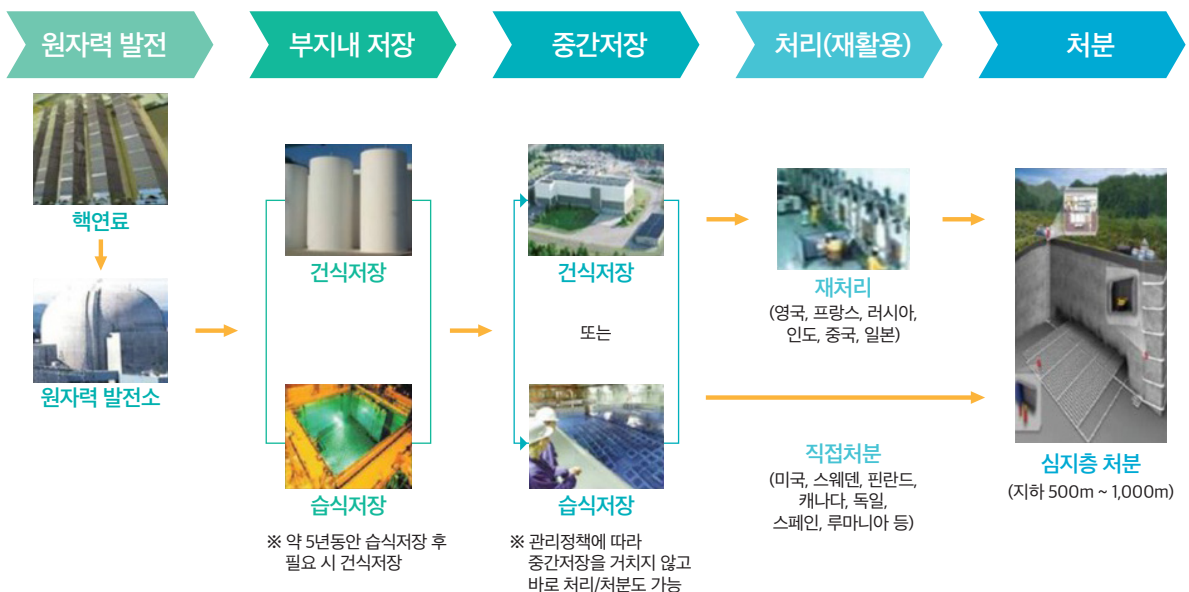 원자력 발전
부지내 저장
중간저장
처리(재활용)
처분
핵연료
원자력 발전소
건식저장
습식저장
※ 약 5년동안 습식저장 후
필요 시 건식저장
건식저장
또는
습식저장
※ 관리정책에 따라
중간저장을 거치지 않고
바로 처리/처분도 가능
재처리
(영국, 프랑스, 러시아,
인도, 중국, 일본)
직접처분
(미국, 스웨덴, 핀란드,
캐나다, 독일,
스페인, 루마니아 등)
심지층 처분
(지하 500m ~ 1,000m)